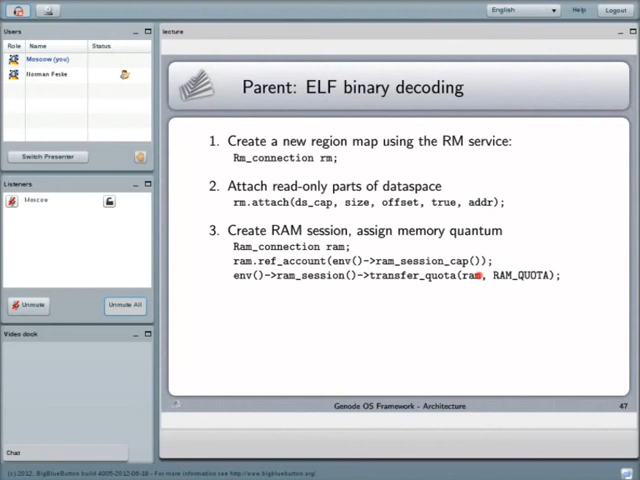 English
Help
Logout
Users
lecture
Role Name Status
Moscow (you)
Norman Feske
Switch Presenter
Listeners
Moscow
Unmute
Unmute All
Video dock
Chat
Parent: ELF binary decoding
1. Create a new region map using the RM service:
Rm_connection rm;
2. Attach read-only parts of dataspace
rm.attach(ds_cap, size, offset, true, addr);
3. Create RAM session, assign memory quantum
Ram_connection ram;
ram.ref_account(env()->ram_session_cap());
env()->ram_session()->transfer_quota(ram, RAM_QUOTA);
Genode OS Framework - Architecture
47
(c) 2012, BigBlueButton build 4005-2012-06-18 - For more information see http://www.bigbluebutton.org/